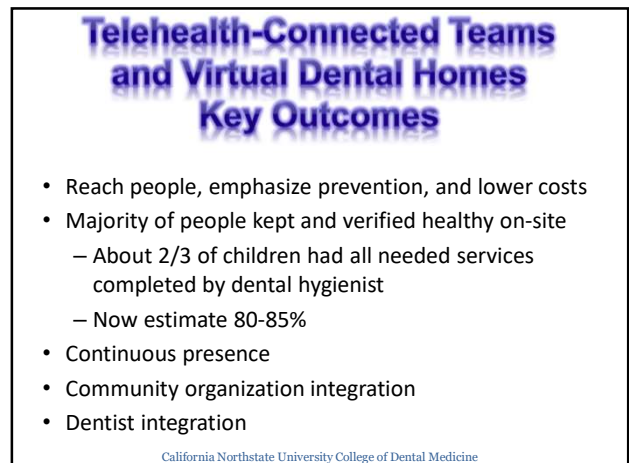 Telehealth-Connected Teams
and Virtual Dental Homes
Key Outcomes
• Reach people, emphasize prevention, and lower costs
• Majority of people kept and verified healthy on-site
– About 2/3 of children had all needed services
completed by dental hygienist
– Now estimate 80-85%
• Continuous presence
• Community organization integration
• Dentist integration
California Northstate University College of Dental Medicine